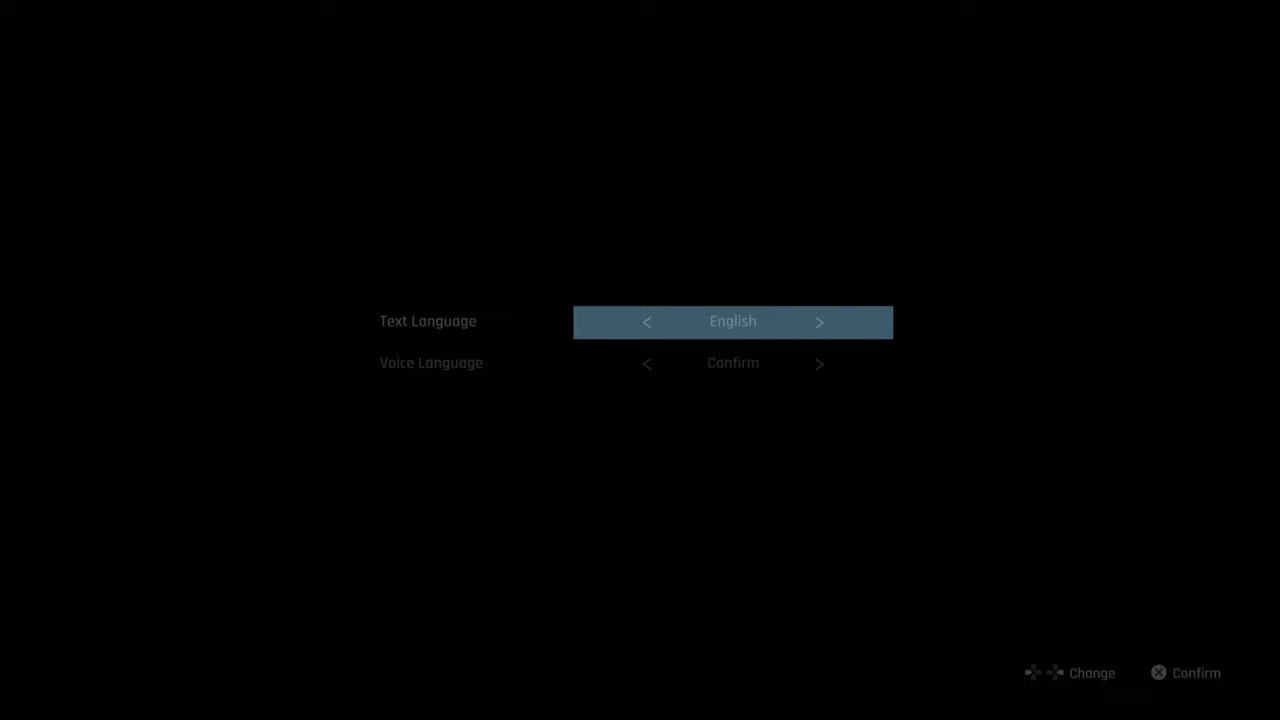 Text Language < English >
Voice Language < Confirm >
Change Confirm